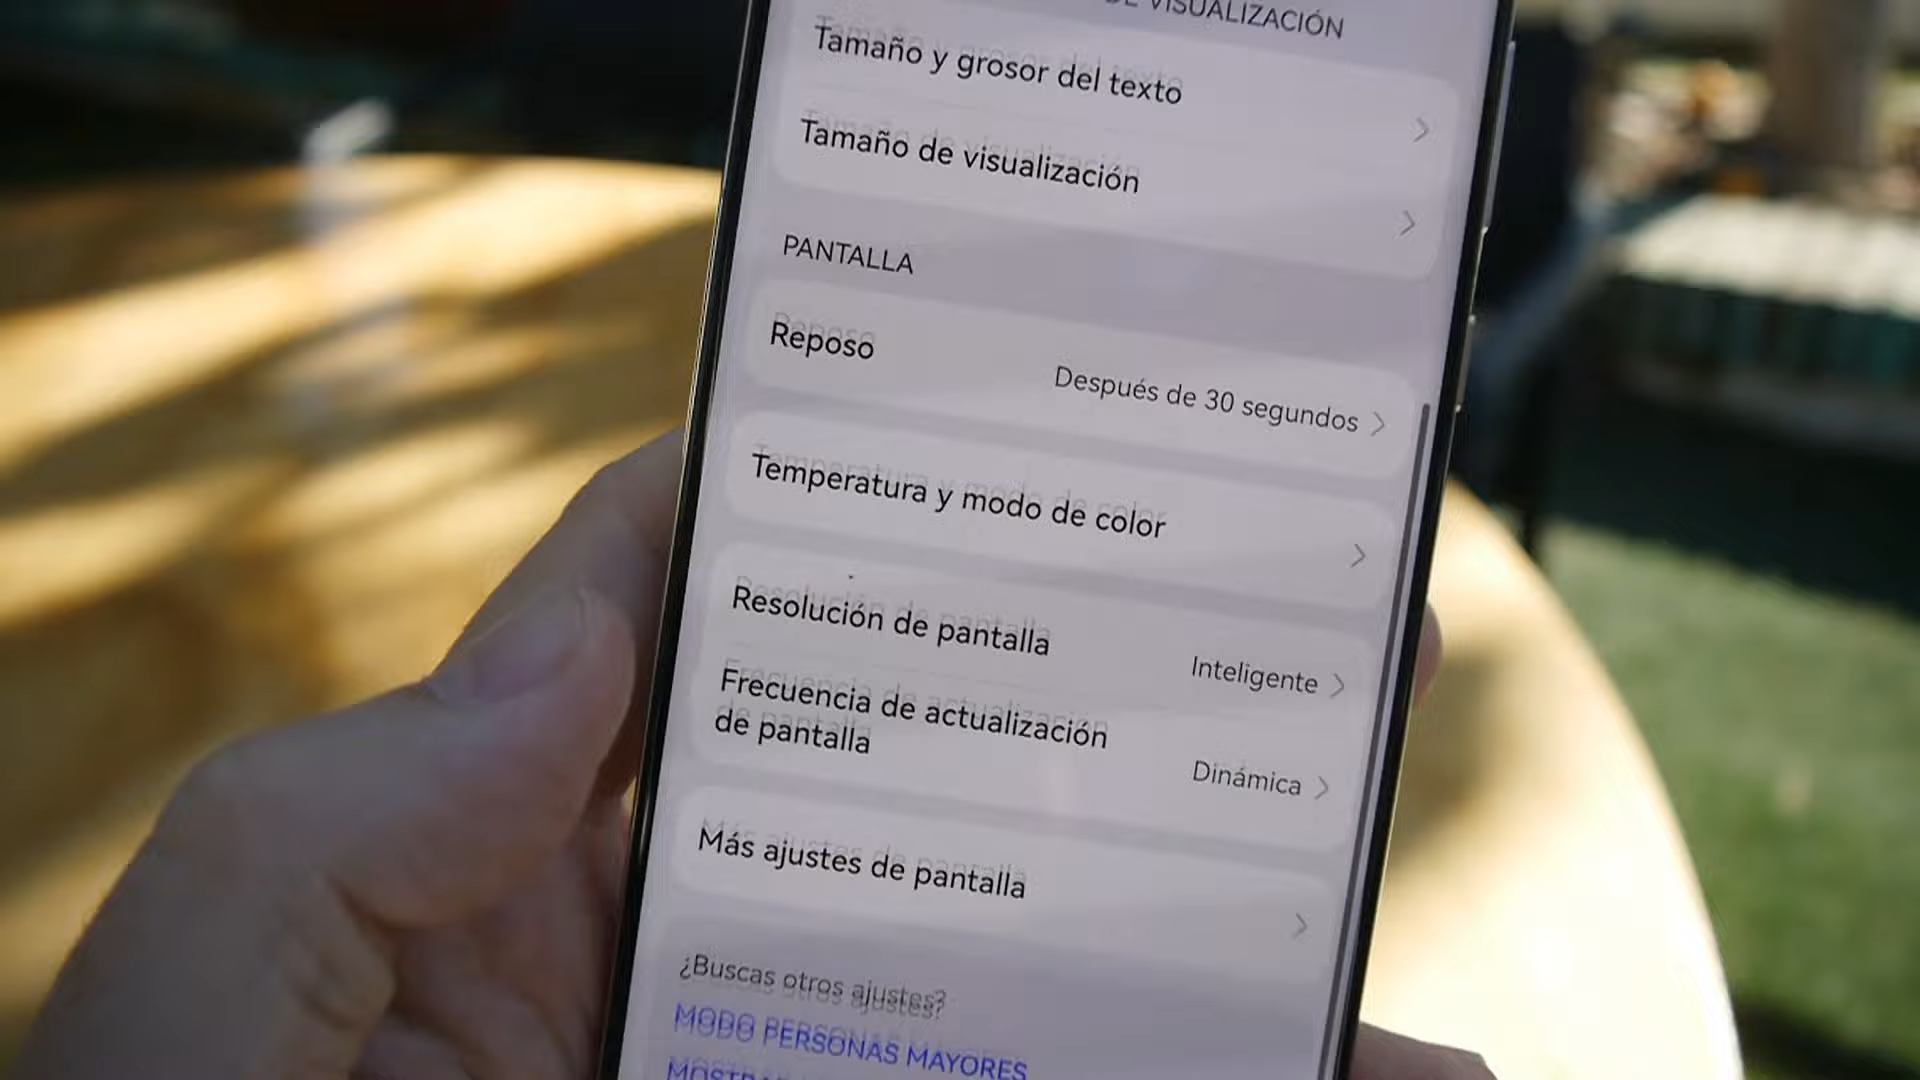 VISUALIZACIÓN
Tamaño y grosor del texto
Tamaño de visualización
PANTALLA
Reposo
Después de 30 segundos
Temperatura y modo de color
Resolución de pantalla
Inteligente
Frecuencia de actualización
de pantalla
Dinámica
Más ajustes de pantalla
¿Buscas otros ajustes?
MODO PERSONAS MAYORES